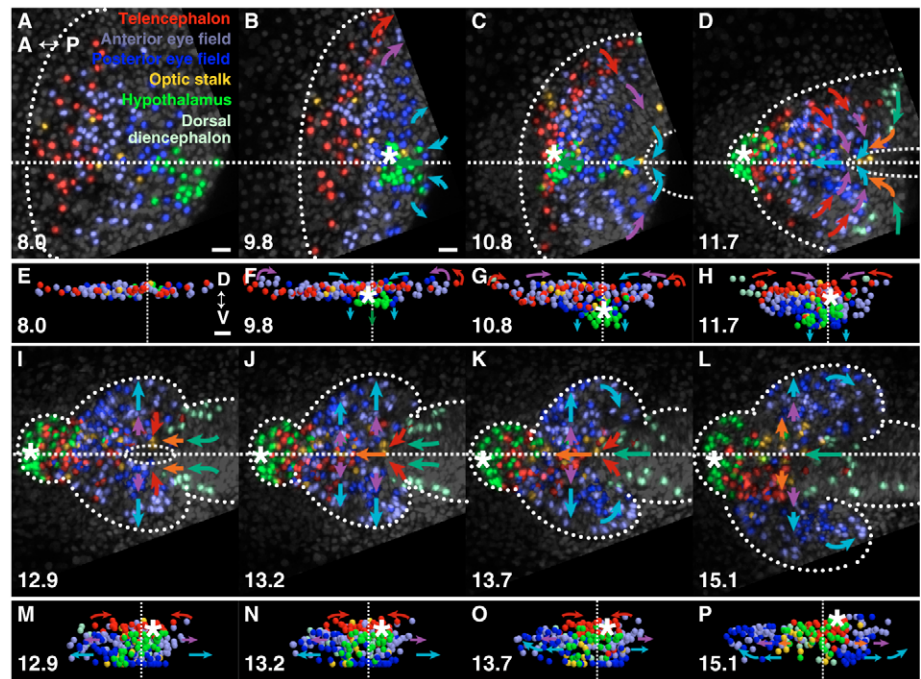 A
Telencephalon
A ↔ P
Anterior eye field
Posterior eye field
Optic stalk
Hypothalamus
Dorsal
diencephalon
8.0
B
*
9.8
C
*
10.8
D
*
11.7
E
D
↕
V
8.0
F
*
9.8
G
*
10.8
H
*
11.7
I
*
12.9
J
*
13.2
K
*
13.7
L
*
15.1
M
*
12.9
N
*
13.2
O
*
13.7
P
*
15.1